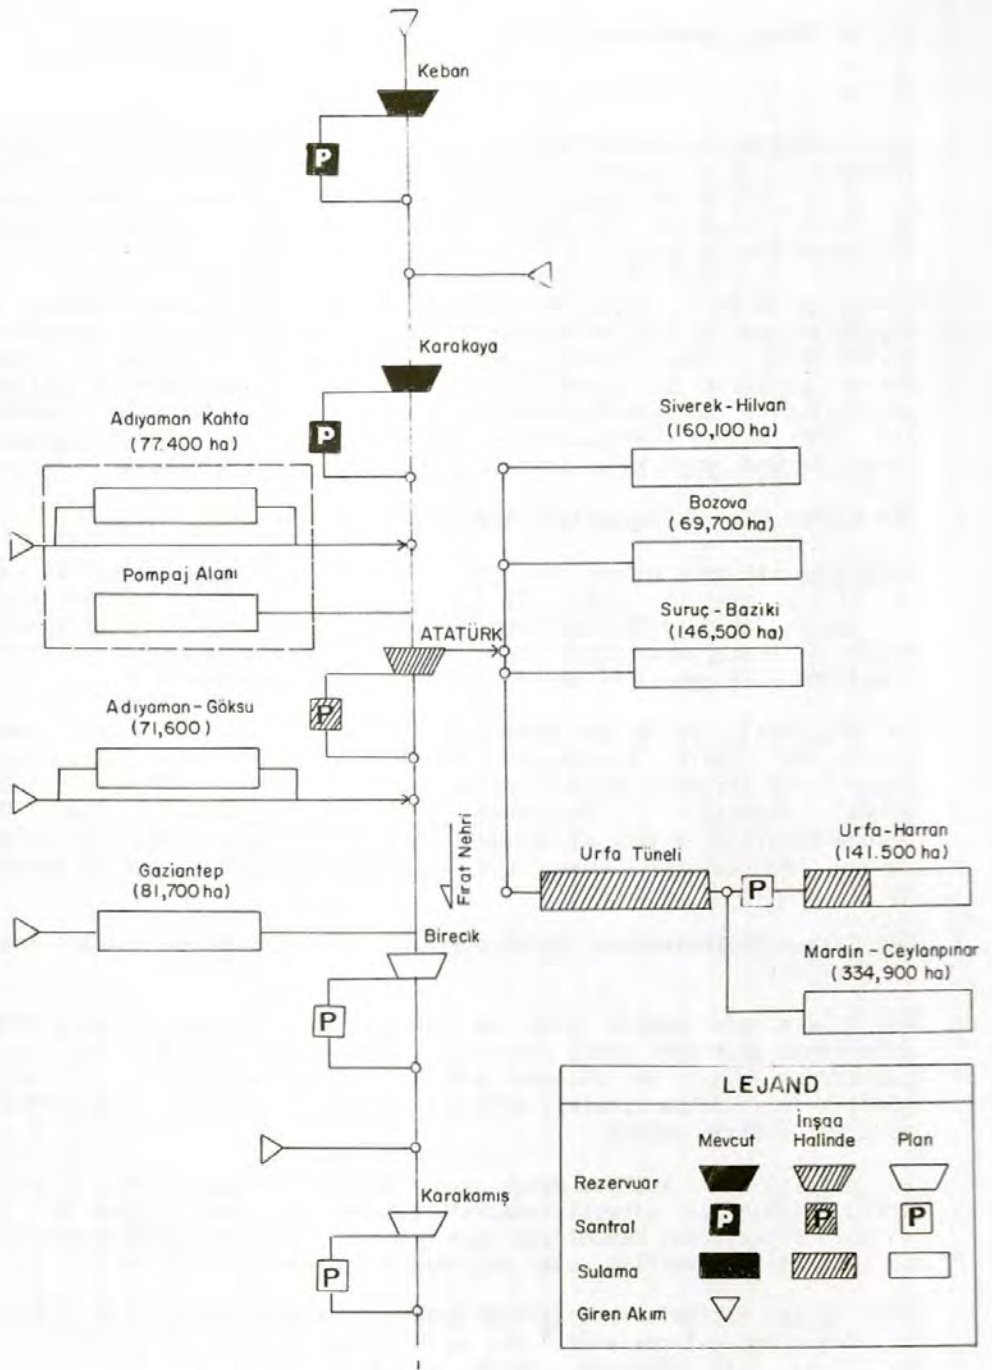 Keban
P
Karakaya
P
Adıyaman Kahta
(77.400 ha)
Pompaj Alanı
Siverek-Hilvan
(160,100 ha)
Bozova
(69,700 ha)
Suruç-Baziki
(146,500 ha)
ATATÜRK
P
Adıyaman-Göksu
(71,600)
Fırat Nehri
Urfa Tüneli
P
Urfa-Harran
(141.500 ha)
Mardin-Ceylanpınar
(334,900 ha)
Gaziantep
(81,700 ha)
Birecik
P
Karakamış
P
LEJAND
Mevcut
İnşaa
Halinde
Plan
Rezervuar
Santral
P
P
P
Sulama
Giren Akım